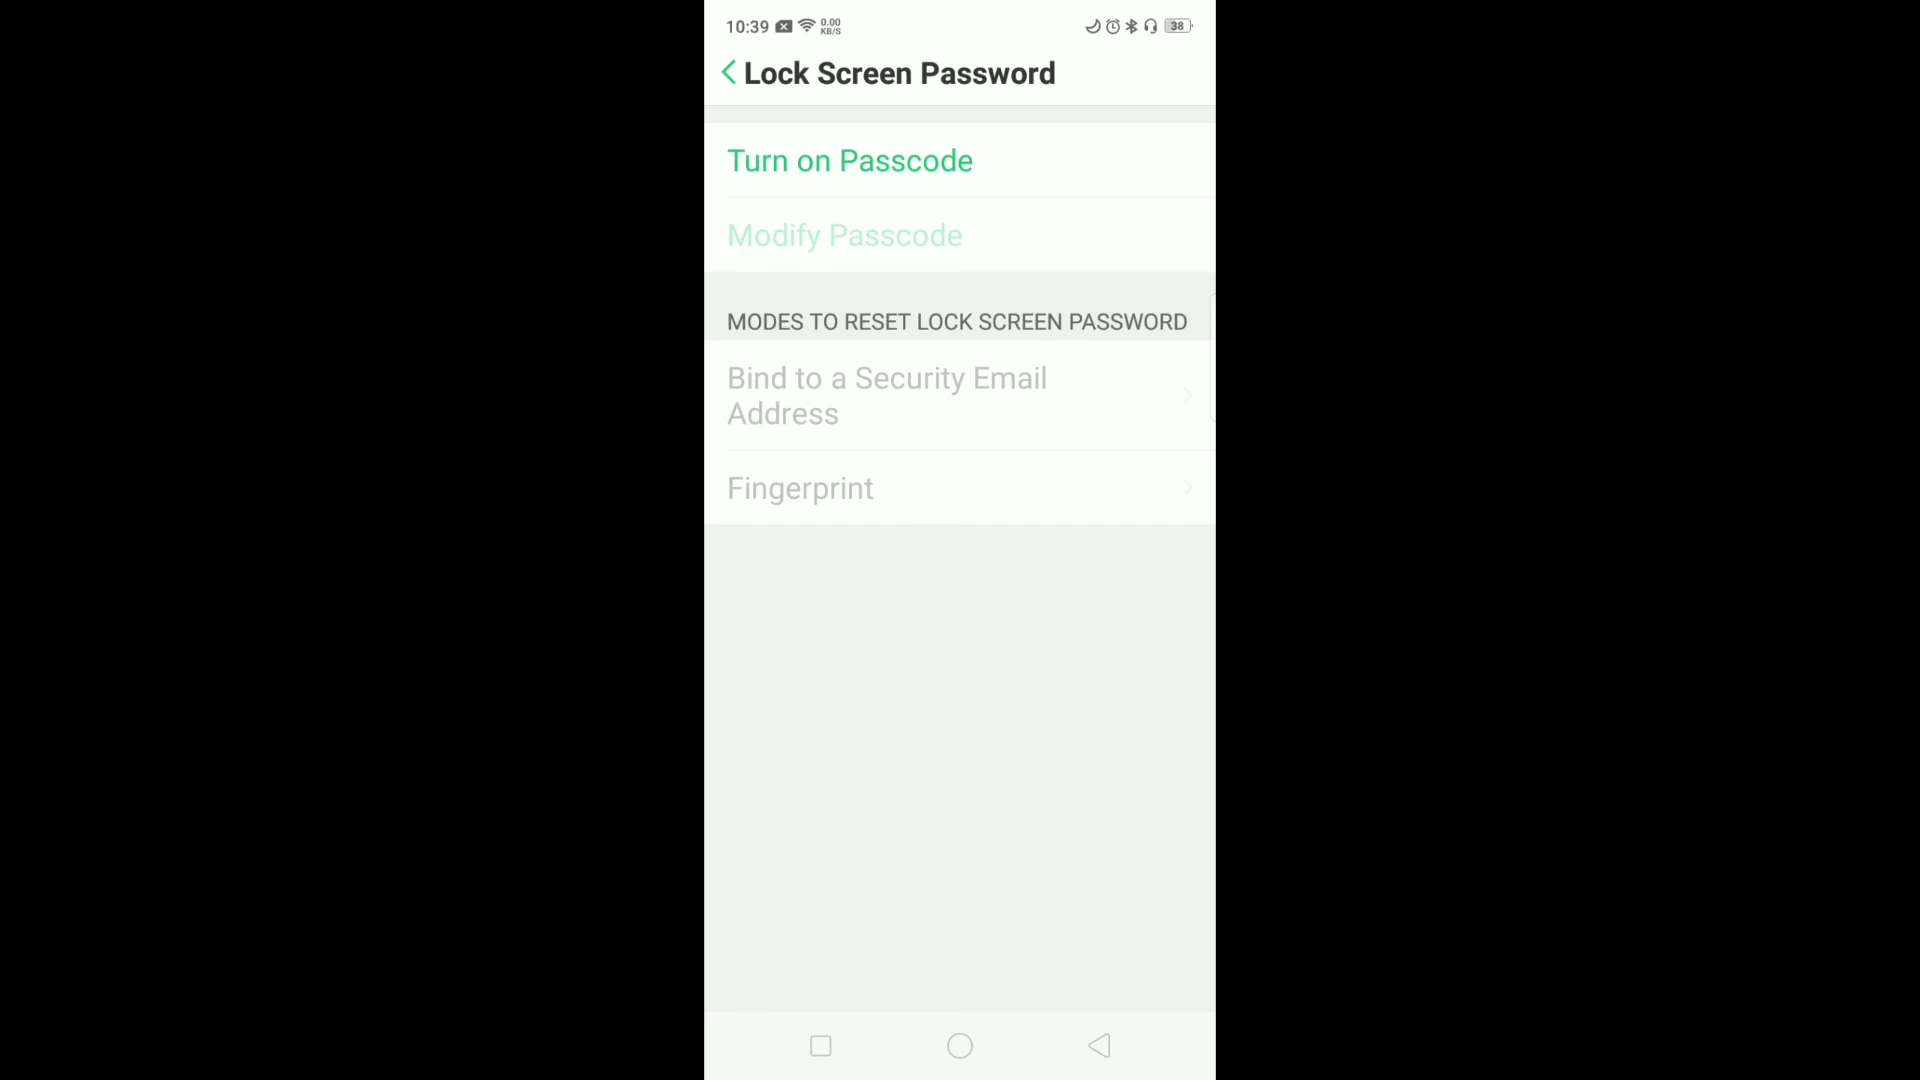 10:39 0.00 KB/S 38
Lock Screen Password
Turn on Passcode
Modify Passcode
MODES TO RESET LOCK SCREEN PASSWORD
Bind to a Security Email
Address
Fingerprint